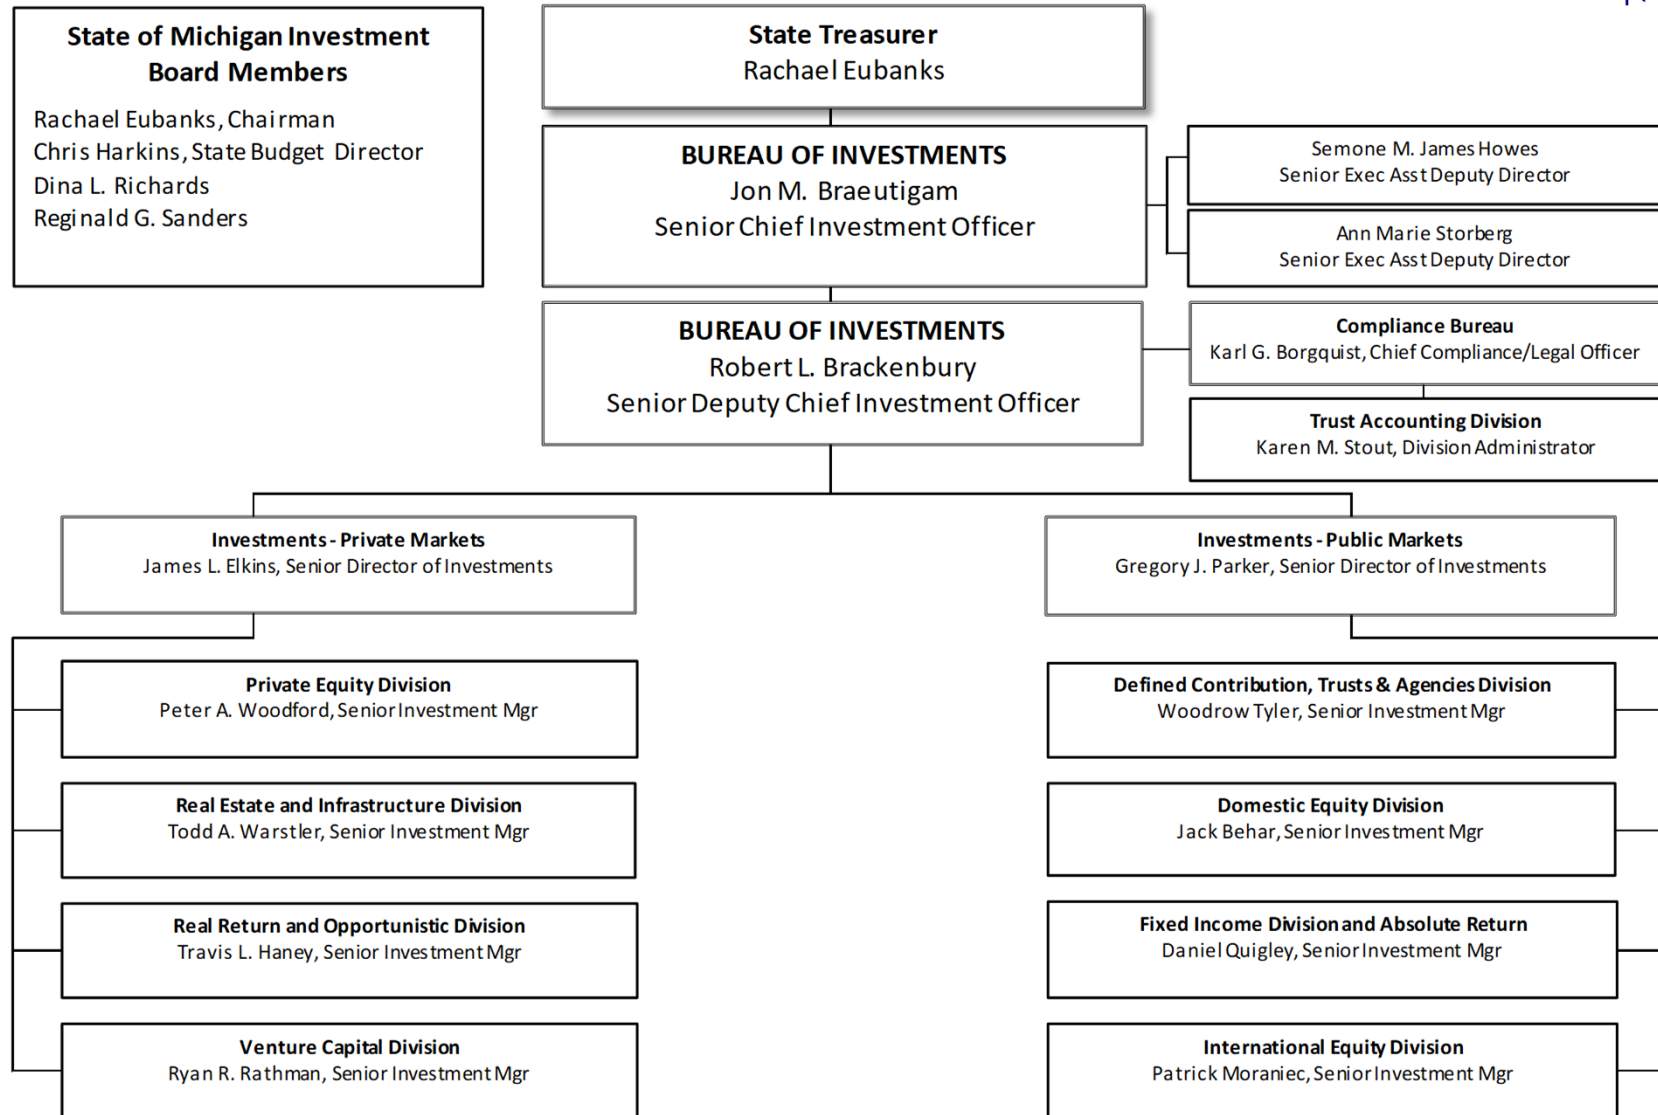 State of Michigan Investment
Board Members
Rachael Eubanks, Chairman
Chris Harkins, State Budget Director
Dina L. Richards
Reginald G. Sanders
State Treasurer
Rachael Eubanks
BUREAU OF INVESTMENTS
Jon M. Braeutigam
Senior Chief Investment Officer
Semone M. James Howes
Senior Exec Asst Deputy Director
Ann Marie Storberg
Senior Exec Asst Deputy Director
BUREAU OF INVESTMENTS
Robert L. Brackenbury
Senior Deputy Chief Investment Officer
Compliance Bureau
Karl G. Borgquist, Chief Compliance/Legal Officer
Trust Accounting Division
Karen M. Stout, Division Administrator
Investments - Private Markets
James L. Elkins, Senior Director of Investments
Investments - Public Markets
Gregory J. Parker, Senior Director of Investments
Private Equity Division
Peter A. Woodford, Senior Investment Mgr
Defined Contribution, Trusts & Agencies Division
Woodrow Tyler, Senior Investment Mgr
Real Estate and Infrastructure Division
Todd A. Warstler, Senior Investment Mgr
Domestic Equity Division
Jack Behar, Senior Investment Mgr
Real Return and Opportunistic Division
Travis L. Haney, Senior Investment Mgr
Fixed Income Division and Absolute Return
Daniel Quigley, Senior Investment Mgr
Venture Capital Division
Ryan R. Rathman, Senior Investment Mgr
International Equity Division
Patrick Moraniec, Senior Investment Mgr